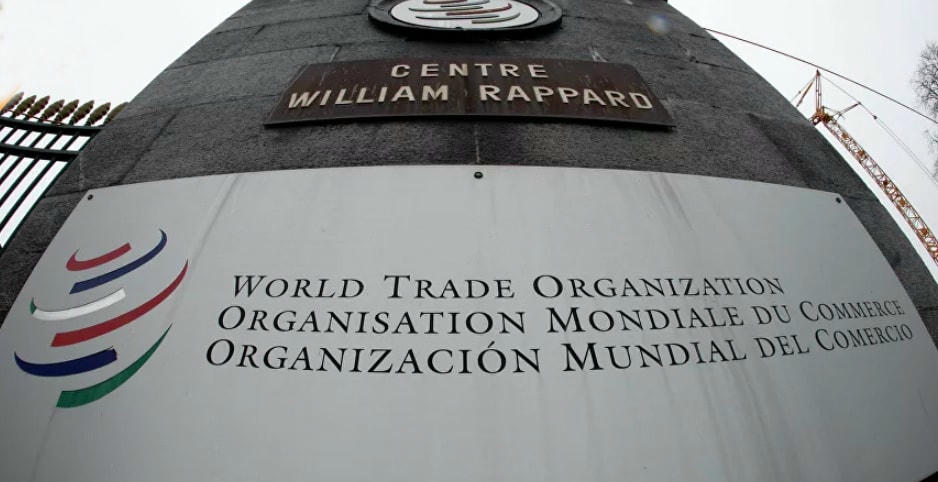 CENTRE
WILLIAM RAPPARD
WORLD TRADE ORGANIZATION
ORGANISATION MONDIALE DU COMMERCE
ORGANIZACIÓN MUNDIAL DEL COMERCIO